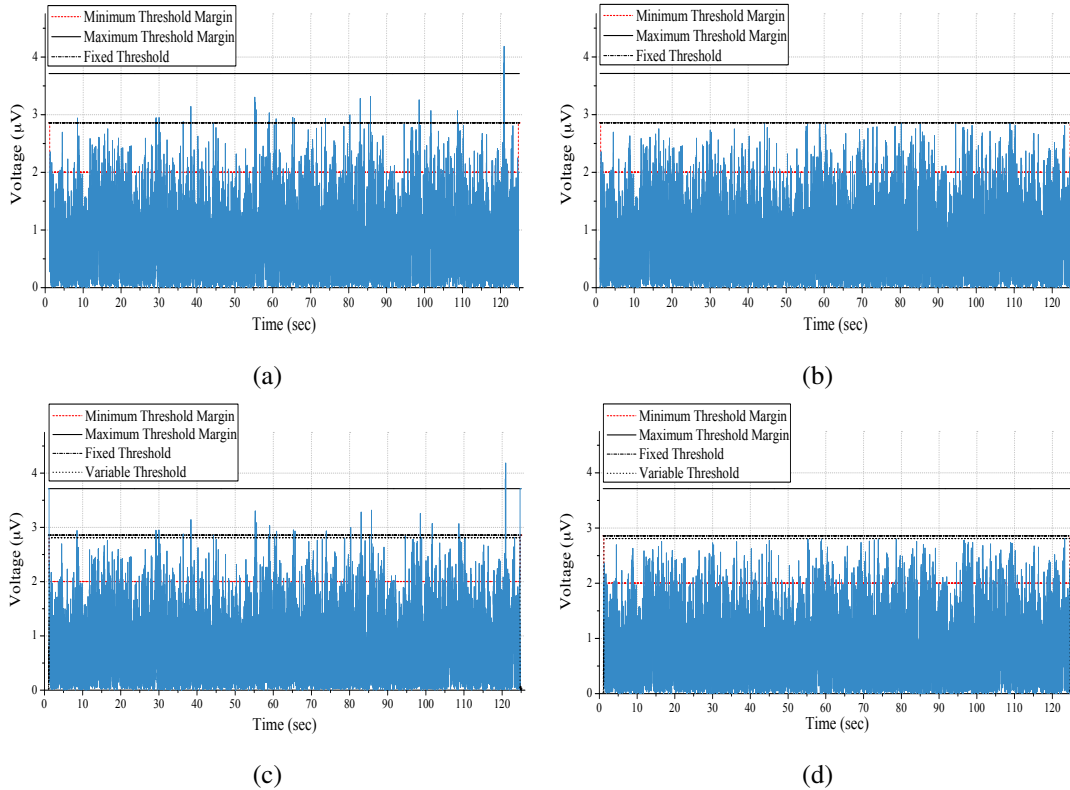 Minimum Threshold Margin
Maximum Threshold Margin
Fixed Threshold
Voltage (μV)
4
3
2
1
0
0 10 20 30 40 50 60 70 80 90 100 110 120
Time (sec)
(a)
Minimum Threshold Margin
Maximum Threshold Margin
Fixed Threshold
Voltage (μV)
4
3
2
1
0
0 10 20 30 40 50 60 70 80 90 100 110 120
Time (sec)
(b)
Minimum Threshold Margin
Maximum Threshold Margin
Fixed Threshold
Variable Threshold
Voltage (μV)
4
3
2
1
0
0 10 20 30 40 50 60 70 80 90 100 110 120
Time (sec)
(c)
Minimum Threshold Margin
Maximum Threshold Margin
Fixed Threshold
Variable Threshold
Voltage (μV)
4
3
2
1
0
0 10 20 30 40 50 60 70 80 90 100 110 120
Time (sec)
(d)